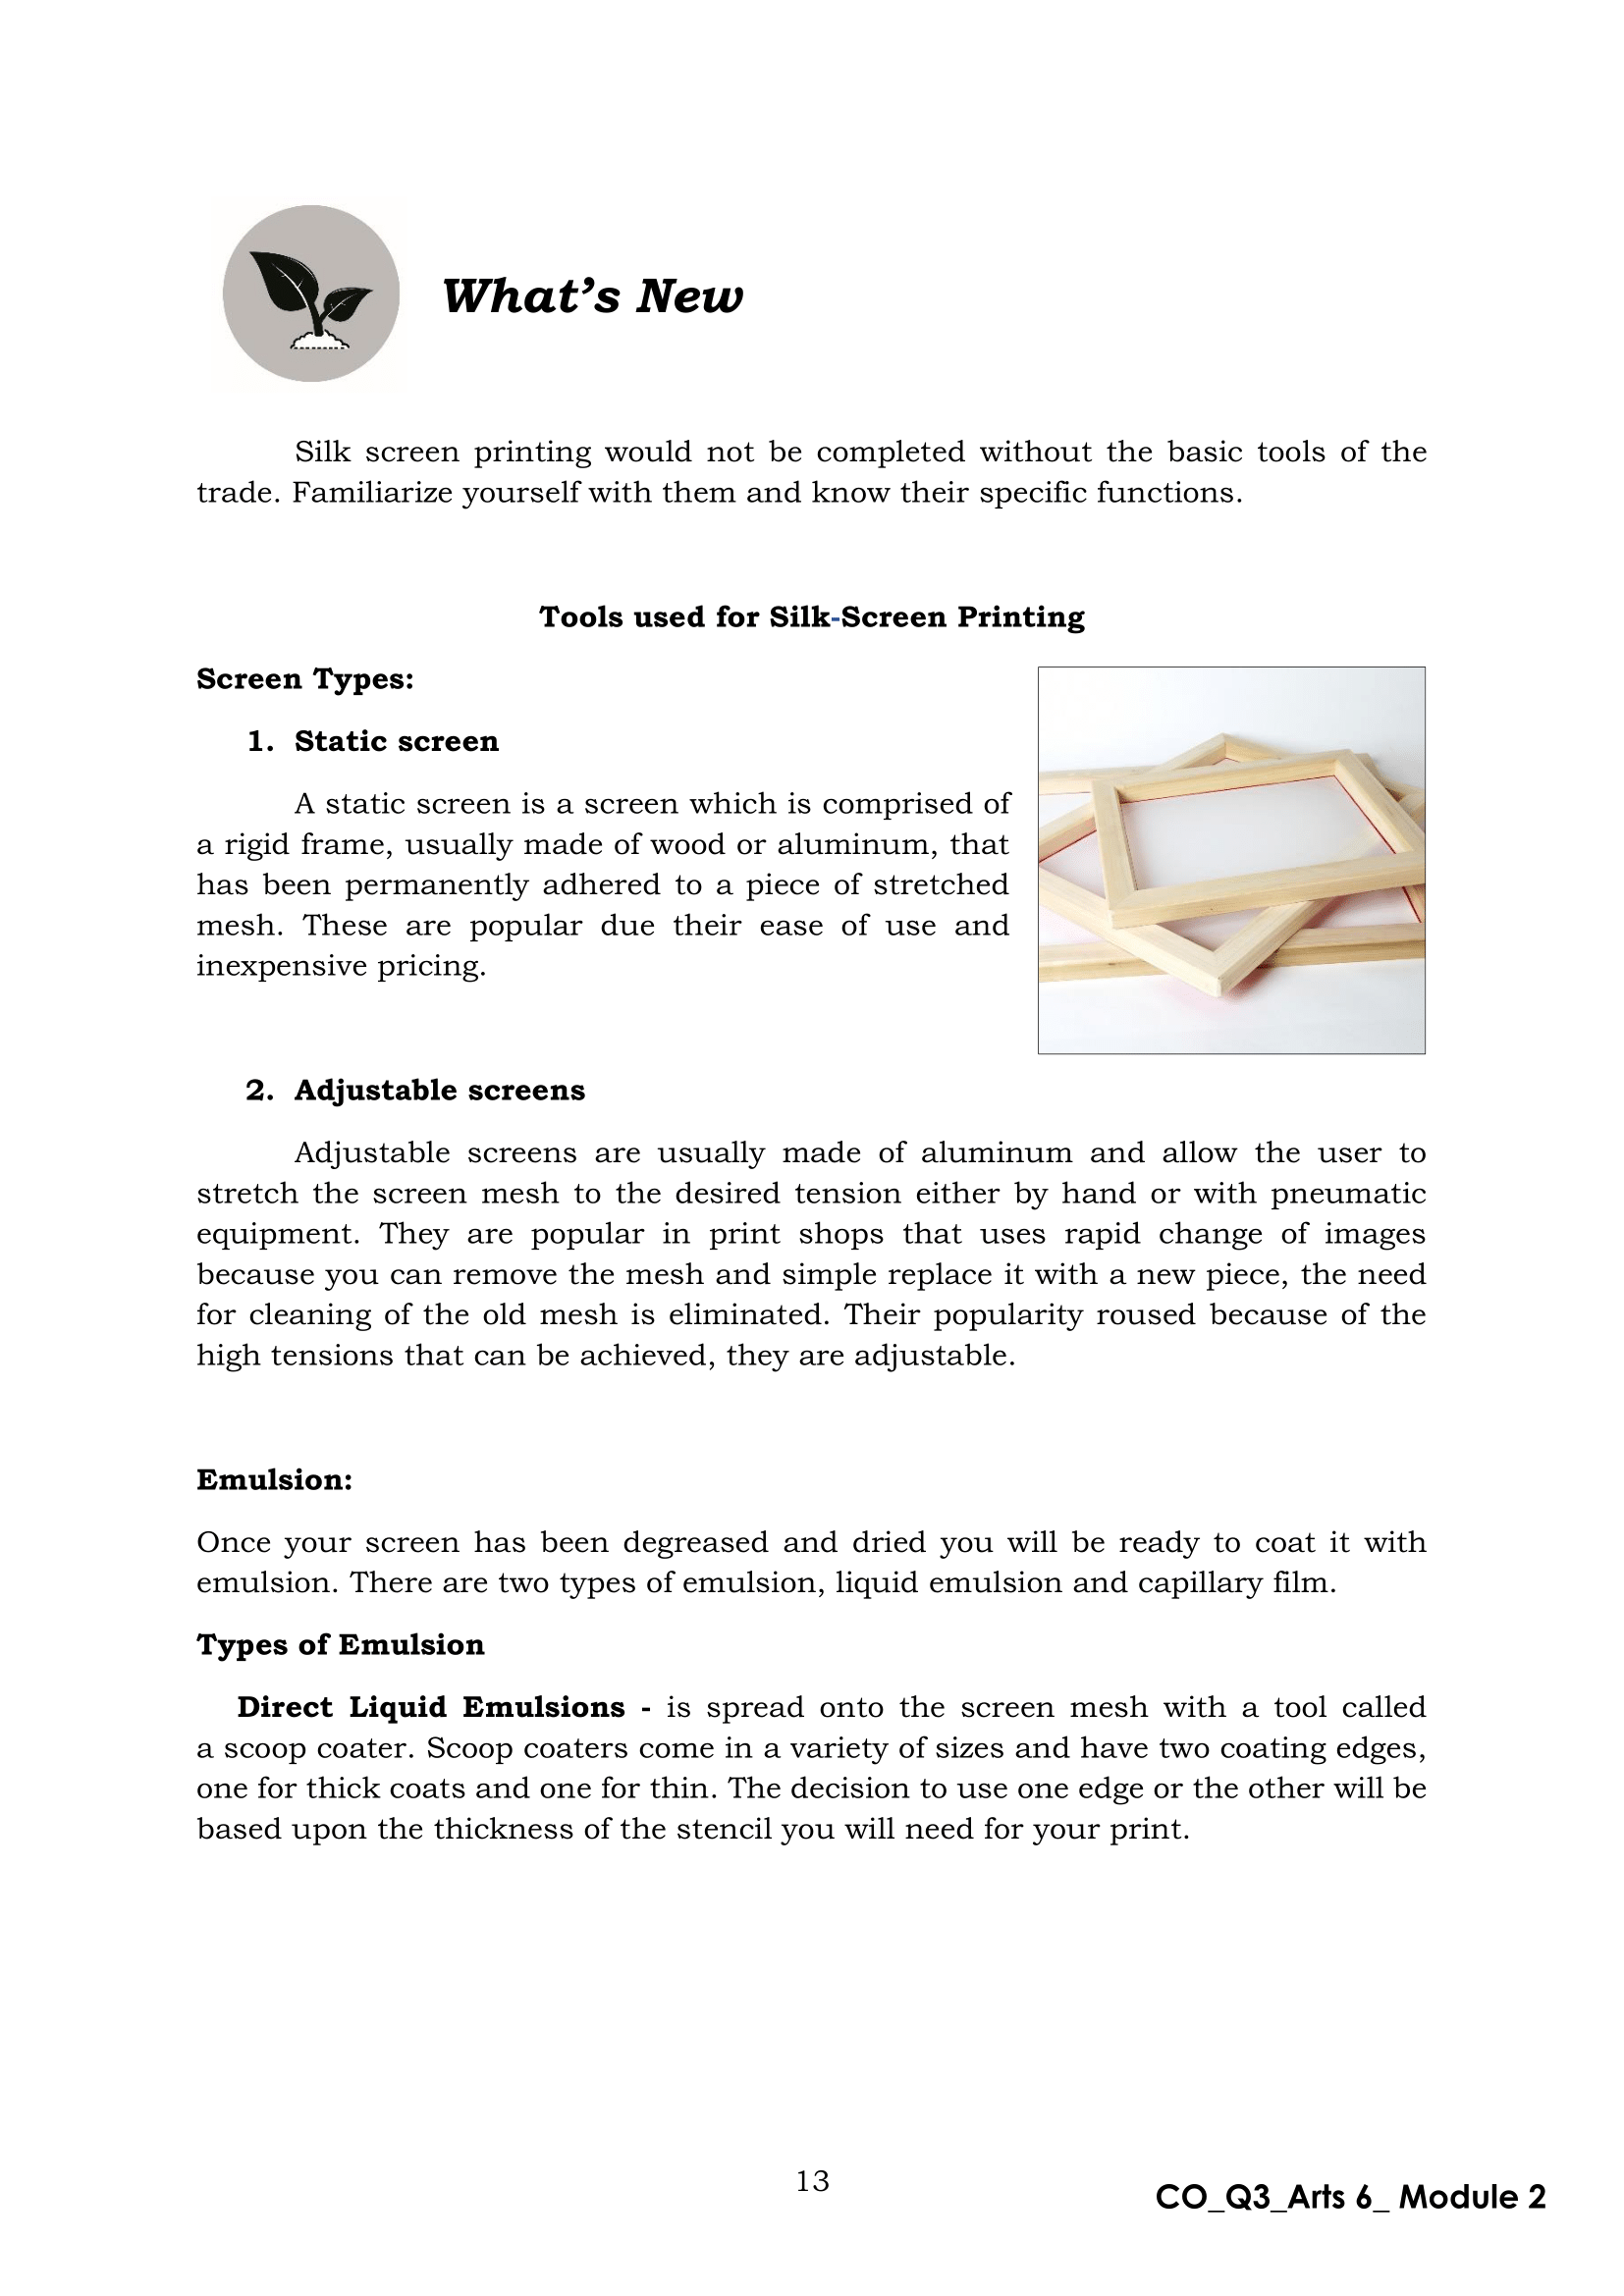 What's New
Silk screen printing would not be completed without the basic tools of the
trade. Familiarize yourself with them and know their specific functions.
Tools used for Silk-Screen Printing
Screen Types:
1. Static screen
A static screen is a screen which is comprised of
a rigid frame, usually made of wood or aluminum, that
has been permanently adhered to a piece of stretched
mesh. These are popular due their ease of use and
inexpensive pricing.
2. Adjustable screens
Adjustable screens are usually made of aluminum and allow the user to
stretch the screen mesh to the desired tension either by hand or with pneumatic
equipment. They are popular in print shops that uses rapid change of images
because you can remove the mesh and simple replace it with a new piece, the need
for cleaning of the old mesh is eliminated. Their popularity roused because of the
high tensions that can be achieved, they are adjustable.
Emulsion:
Once your screen has been degreased and dried you will be ready to coat it with
emulsion. There are two types of emulsion, liquid emulsion and capillary film.
Types of Emulsion
Direct Liquid Emulsions - is spread onto the screen mesh with a tool called
a scoop coater. Scoop coaters come in a variety of sizes and have two coating edges,
one for thick coats and one for thin. The decision to use one edge or the other will be
based upon the thickness of the stencil you will need for your print.
13
CO_Q3_Arts 6_ Module 2